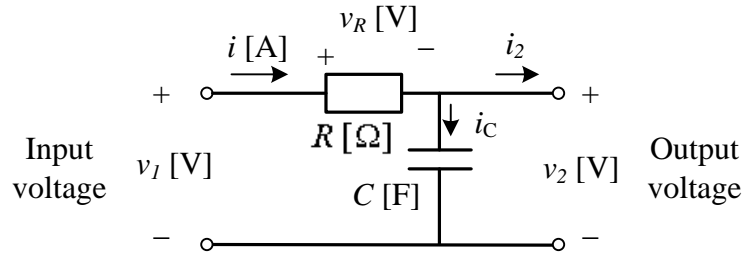 v_R [V]
i [A]
+ −
i_2
+
+
R [Ω]
i_C
Input
voltage
v_1 [V]
C [F]
v_2 [V]
Output
voltage
−
−